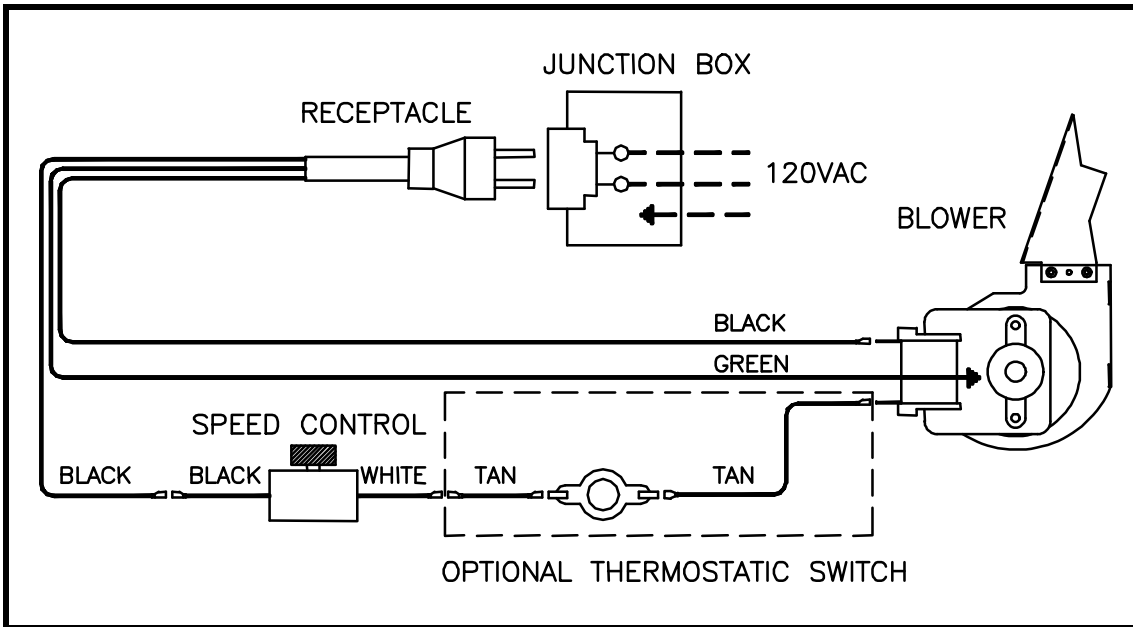 JUNCTION BOX
RECEPTACLE
120VAC
BLOWER
BLACK
GREEN
SPEED CONTROL
BLACK
BLACK
WHITE
TAN
TAN
OPTIONAL THERMOSTATIC SWITCH